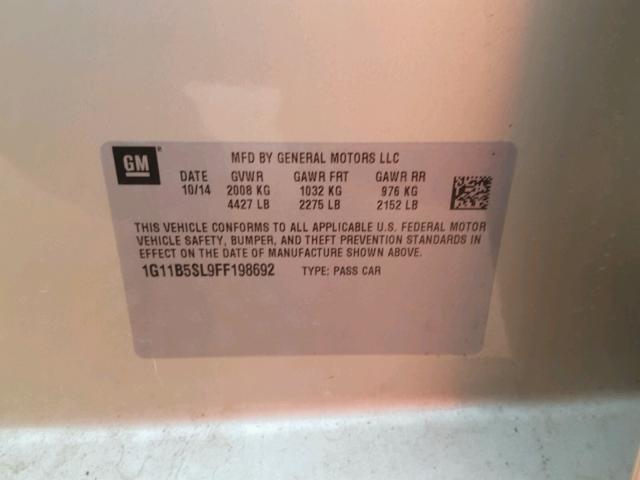 GM
MFD BY GENERAL MOTORS LLC
DATE GVWR GAWR FRT GAWR RR
10/14 2008 KG 1032 KG 976 KG
4427 LB 2275 LB 2152 LB
THIS VEHICLE CONFORMS TO ALL APPLICABLE U.S. FEDERAL MOTOR
VEHICLE SAFETY, BUMPER, AND THEFT PREVENTION STANDARDS IN
EFFECT ON THE DATE OF MANUFACTURE SHOWN ABOVE.
1G11B5SL9FF198692 TYPE: PASS CAR